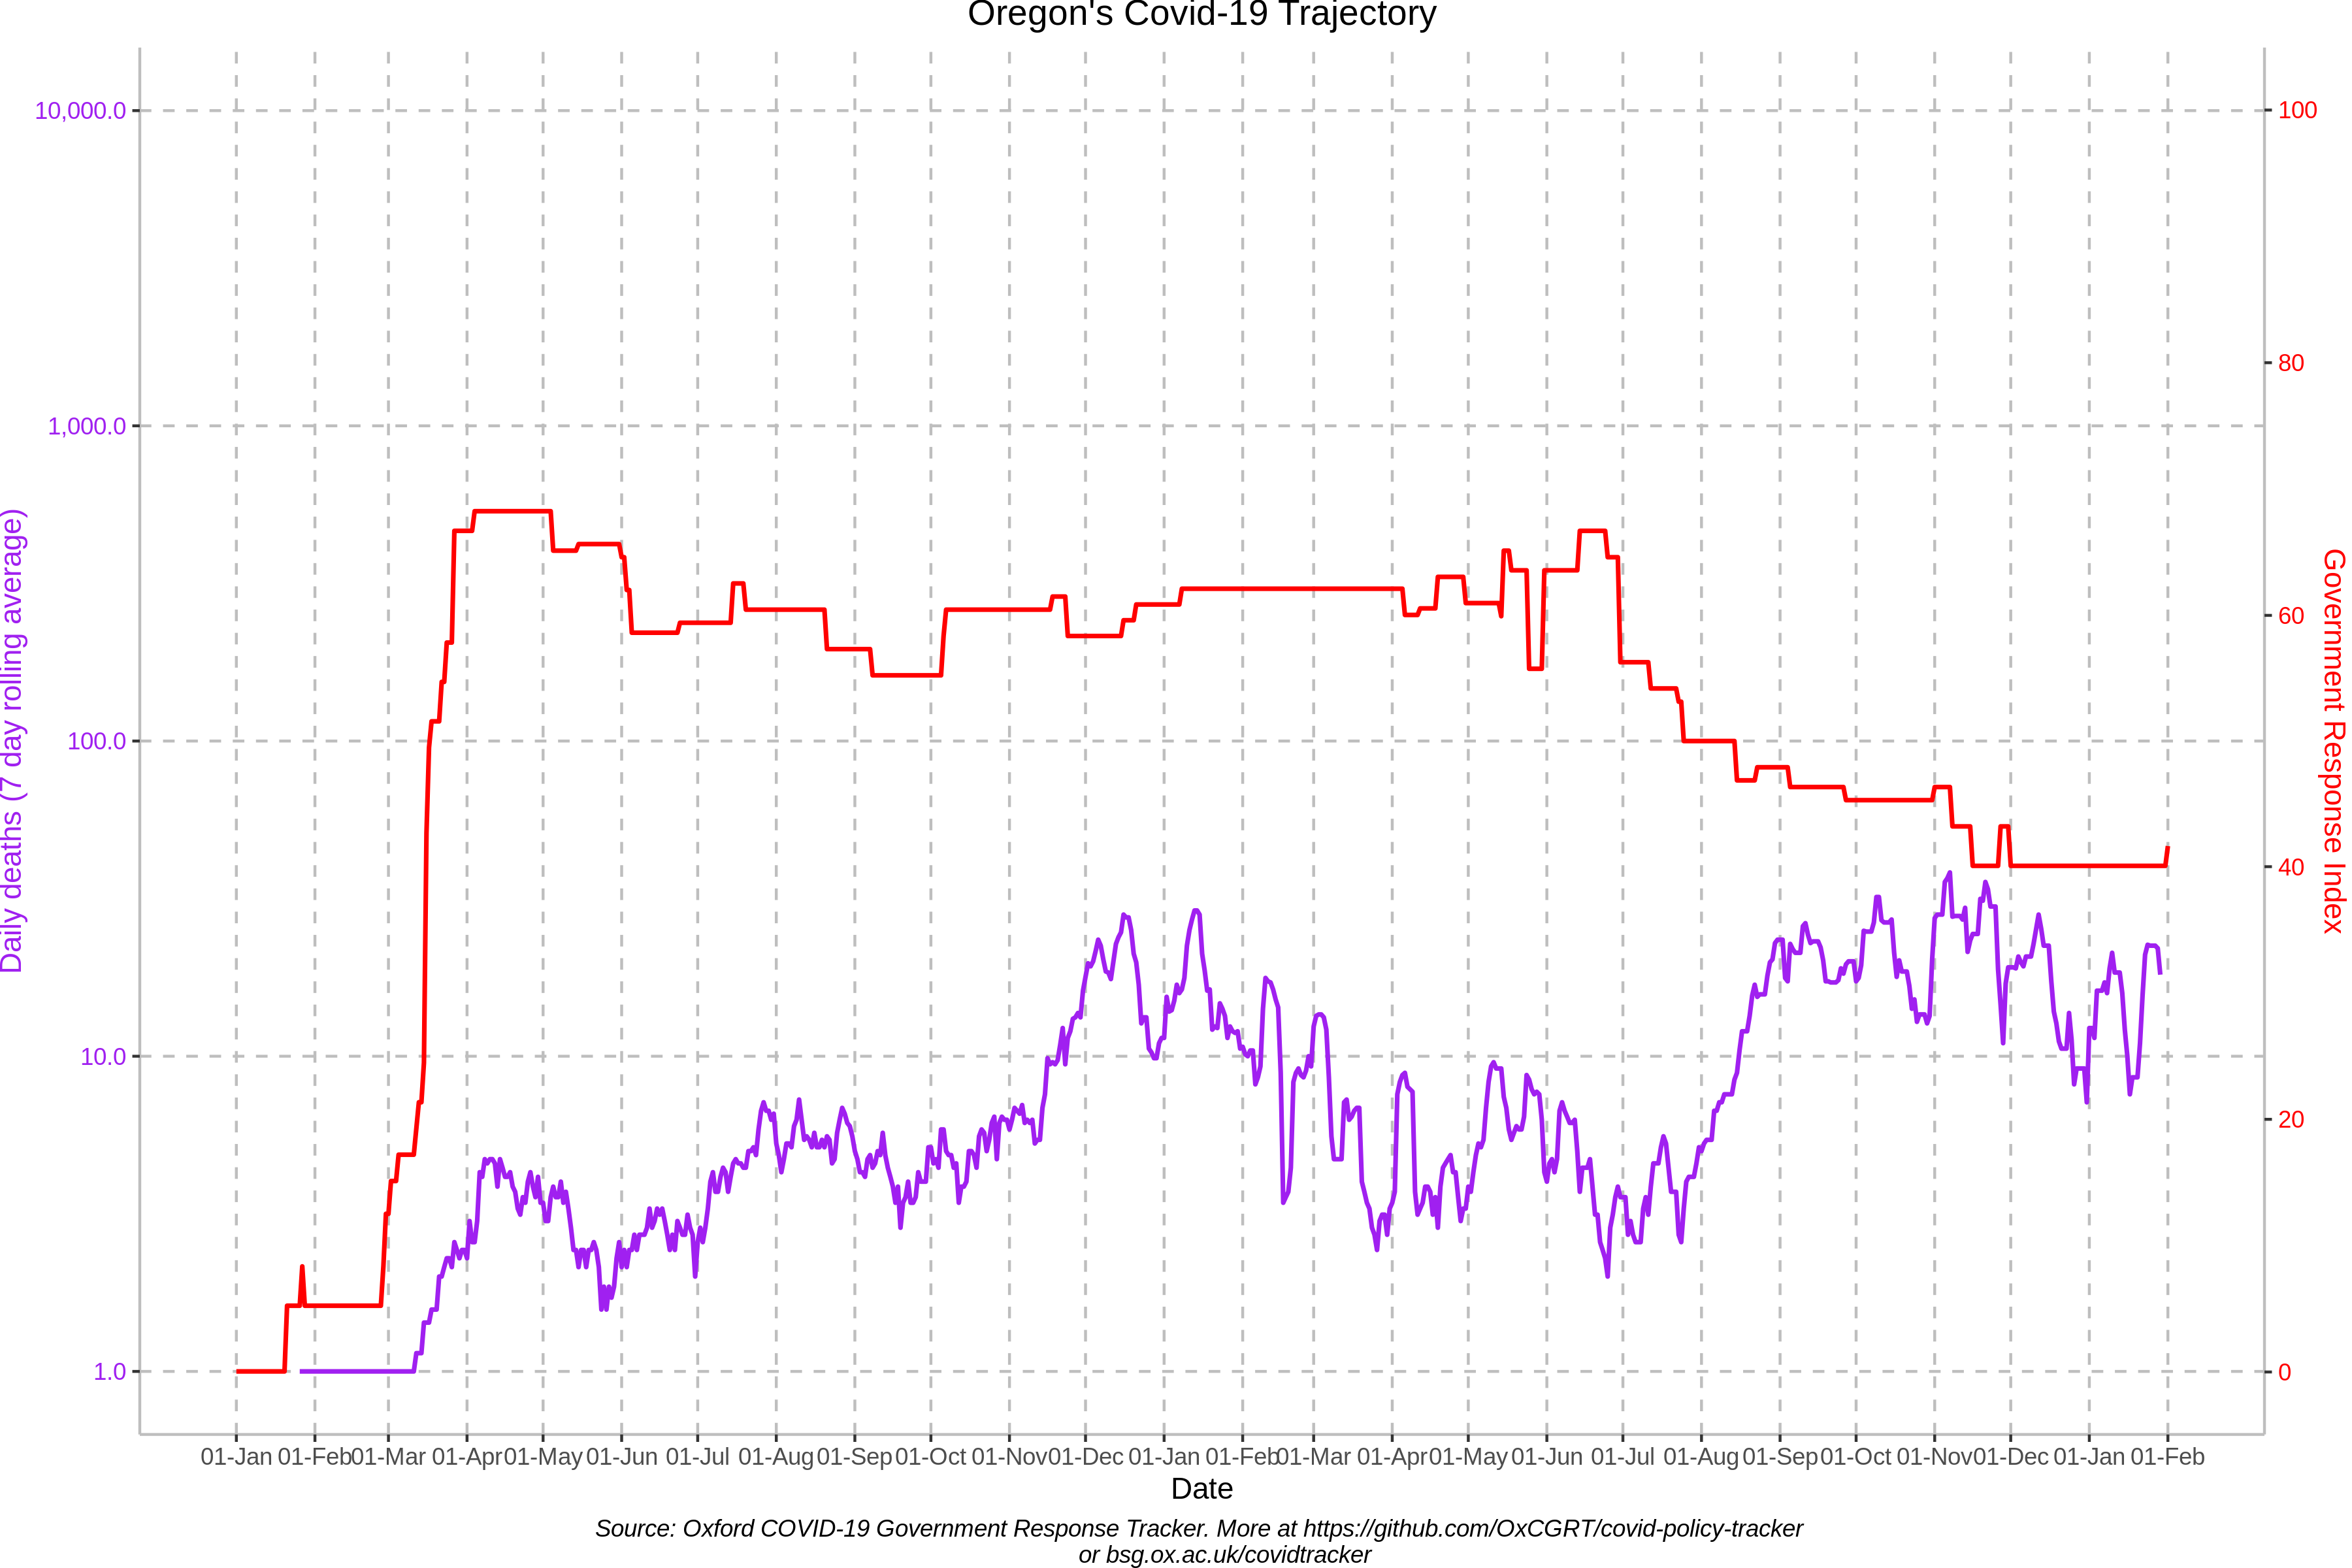 Oregon's Covid-19 Trajectory
10,000.0
1,000.0
100.0
10.0
1.0
Daily deaths (7 day rolling average)
100
80
60
40
20
0
Government Response Index
01-Jan 01-Feb 01-Mar 01-Apr 01-May 01-Jun 01-Jul 01-Aug 01-Sep 01-Oct 01-Nov 01-Dec 01-Jan 01-Feb 01-Mar 01-Apr 01-May 01-Jun 01-Jul 01-Aug 01-Sep 01-Oct 01-Nov 01-Dec 01-Jan 01-Feb
Date
Source: Oxford COVID-19 Government Response Tracker. More at https://github.com/OxCGRT/covid-policy-tracker
or bsg.ox.ac.uk/covidtracker